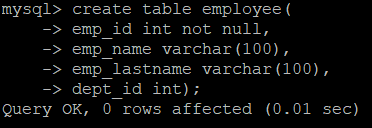 mysql> create table employee(
    -> emp_id int not null,
    -> emp_name varchar(100),
    -> emp_lastname varchar(100),
    -> dept_id int);
Query OK, 0 rows affected (0.01 sec)